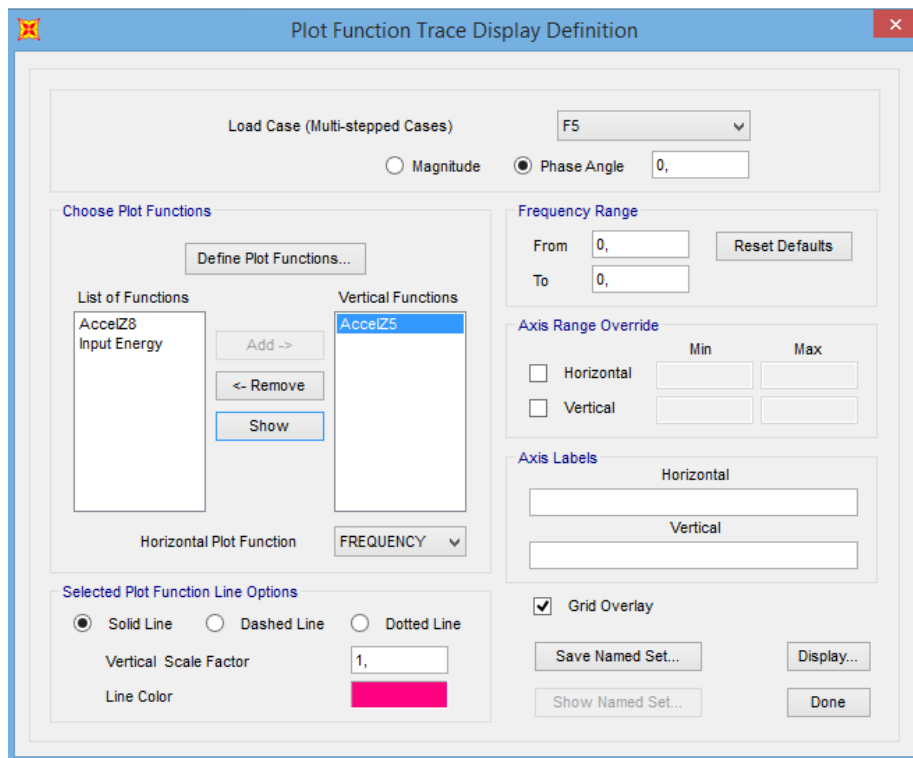 Plot Function Trace Display Definition
Load Case (Multi-stepped Cases) F5
Magnitude Phase Angle 0,
Choose Plot Functions
Define Plot Functions...
List of Functions Vertical Functions
AccelZ8
Input Energy
Add ->
<- Remove
Show
AccelZ5
Horizontal Plot Function FREQUENCY
Selected Plot Function Line Options
Solid Line Dashed Line Dotted Line
Vertical Scale Factor 1,
Line Color
Frequency Range
From 0, Reset Defaults
To 0,
Axis Range Override
Min Max
Horizontal
Vertical
Axis Labels
Horizontal
Vertical
Grid Overlay
Save Named Set... Display...
Show Named Set... Done